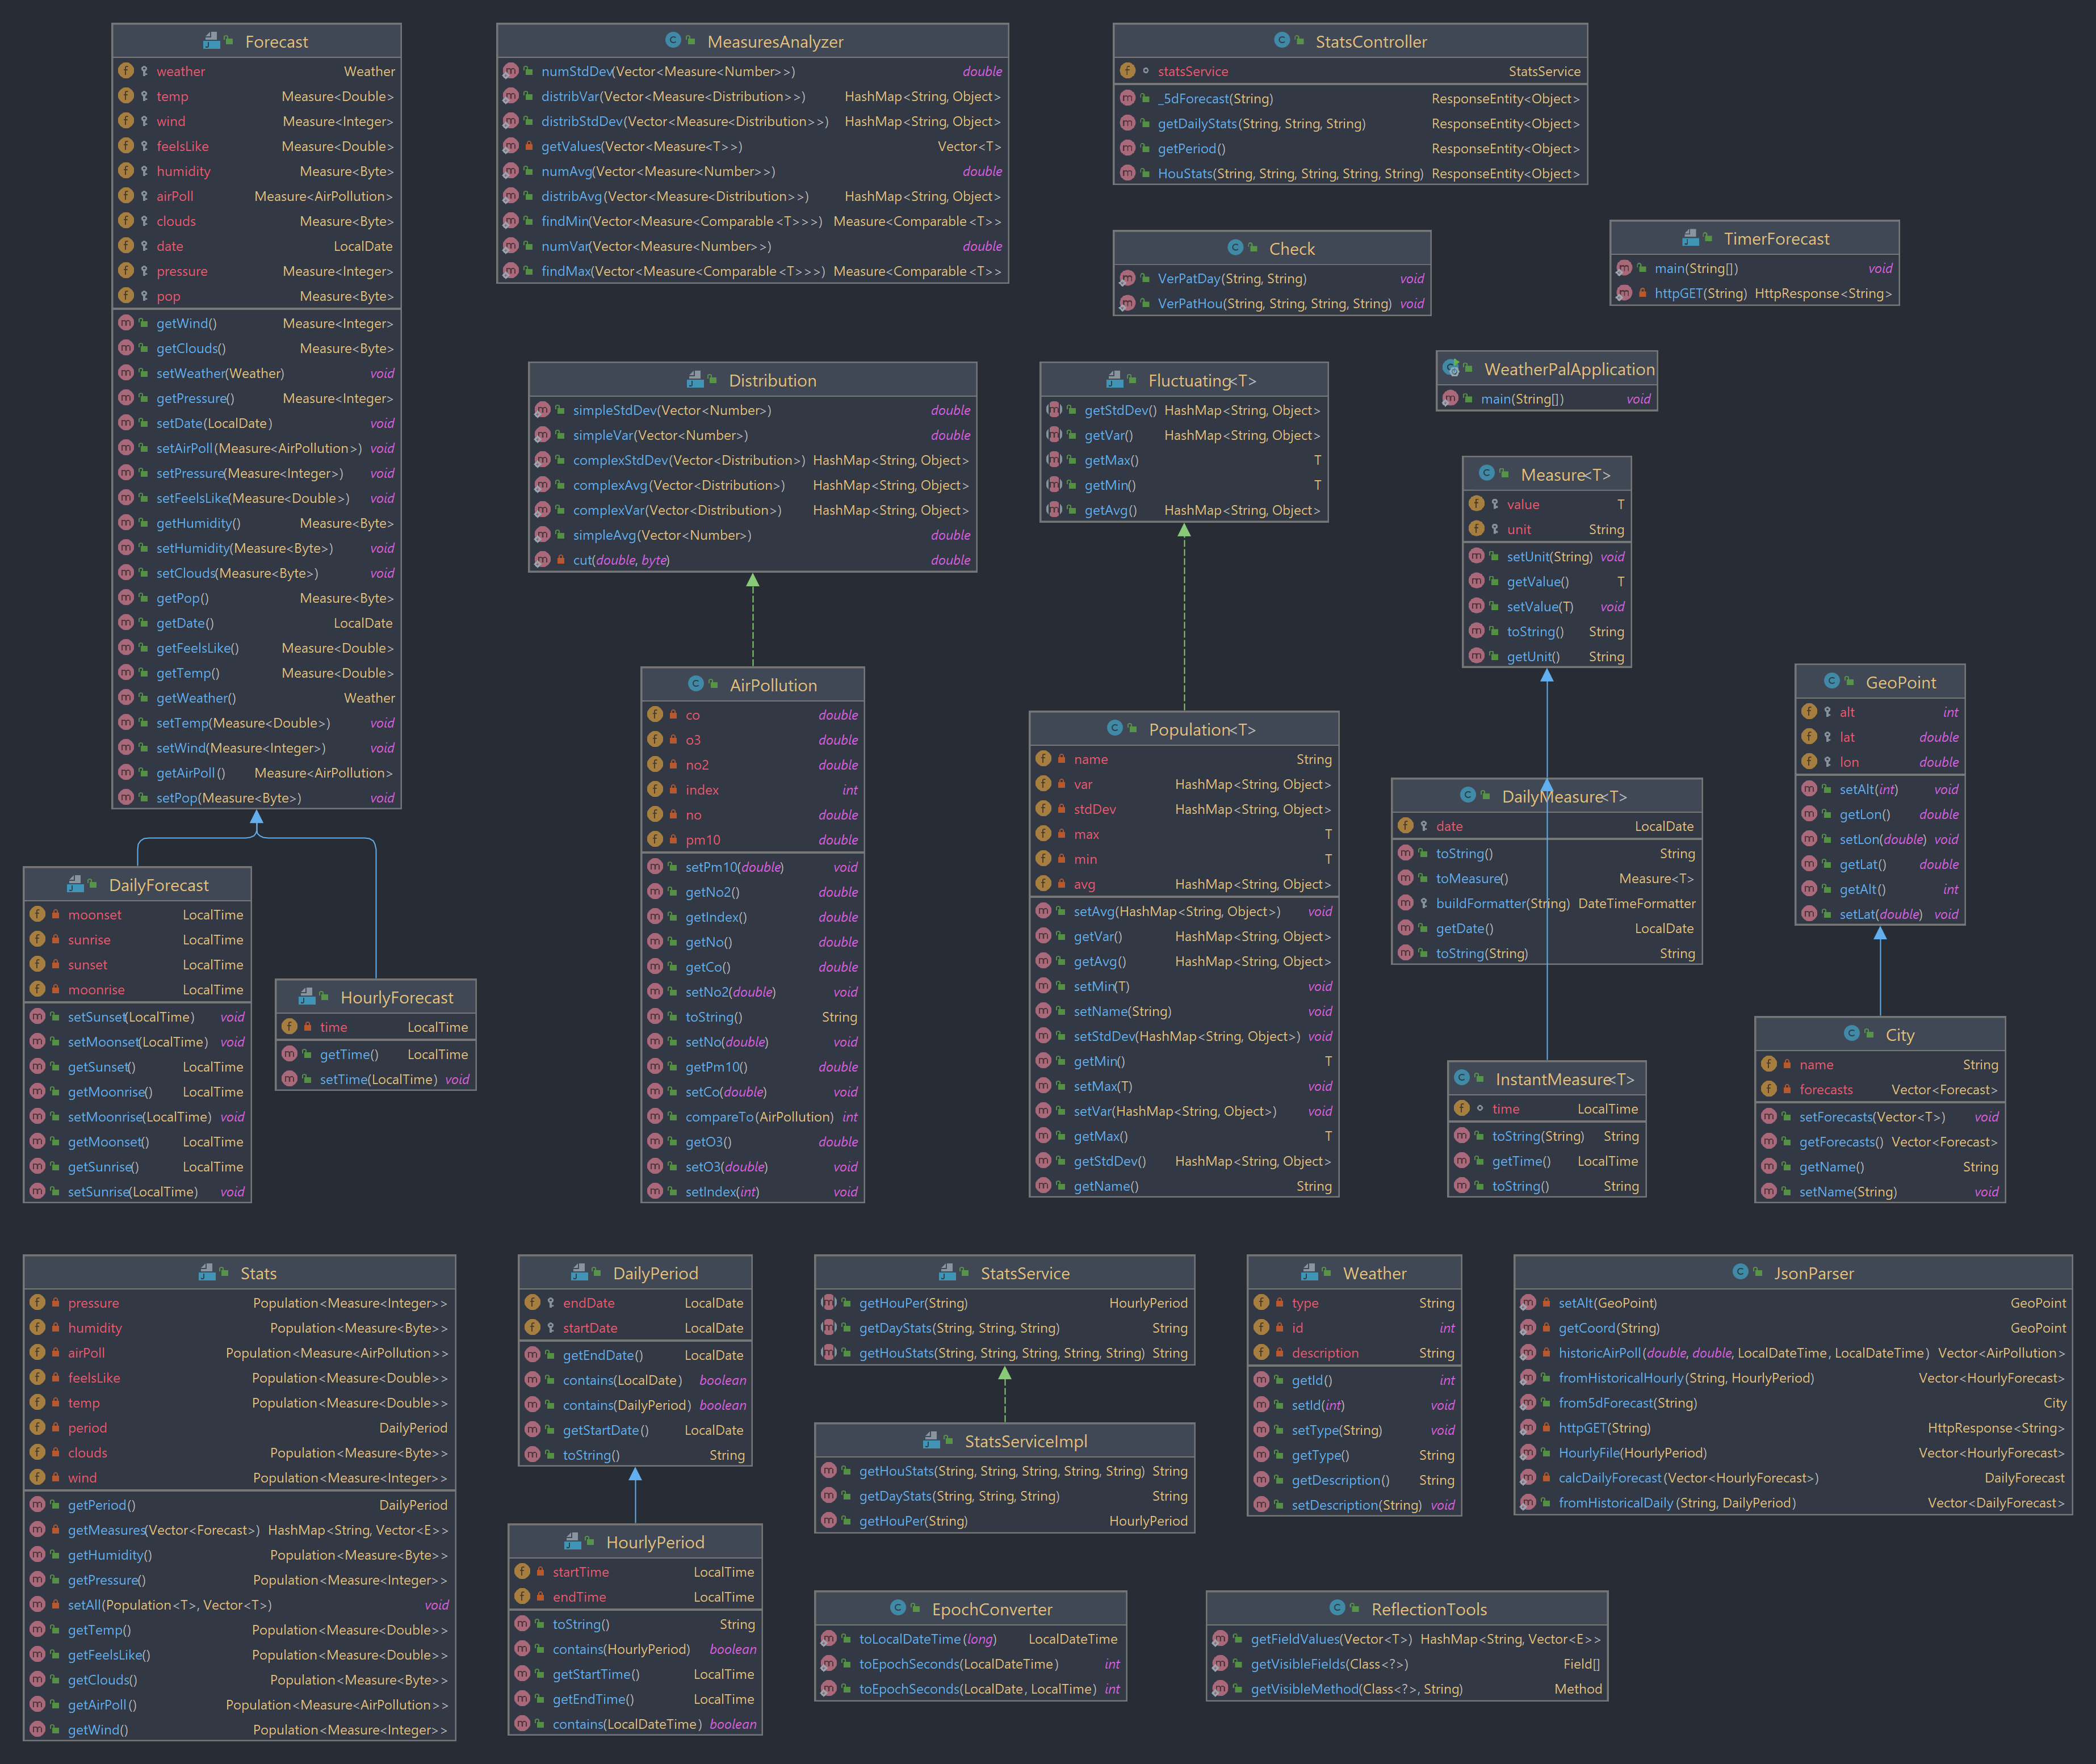 Forecast
weather Weather
temp Measure<Double>
wind Measure<Integer>
feelsLike Measure<Double>
humidity Measure<Byte>
airPoll Measure<AirPollution>
clouds Measure<Byte>
date LocalDate
pressure Measure<Integer>
pop Measure<Byte>
getWind() Measure<Integer>
getClouds() Measure<Byte>
setWeather(Weather) void
getPressure() Measure<Integer>
setDate(LocalDate) void
setAirPoll(Measure<AirPollution>) void
setPressure(Measure<Integer>) void
setFeelsLike(Measure<Double>) void
getHumidity() Measure<Byte>
setHumidity(Measure<Byte>) void
setClouds(Measure<Byte>) void
getPop() Measure<Byte>
getDate() LocalDate
getFeelsLike() Measure<Double>
getTemp() Measure<Double>
getWeather() Weather
setTemp(Measure<Double>) void
setWind(Measure<Integer>) void
getAirPoll() Measure<AirPollution>
setPop(Measure<Byte>) void
MeasuresAnalyzer
numStdDev(Vector<Measure<Number>>) double
distribVar(Vector<Measure<Distribution>>) HashMap<String, Object>
distribStdDev(Vector<Measure<Distribution>>) HashMap<String, Object>
getValues(Vector<Measure<T>>) Vector<T>
numAvg(Vector<Measure<Number>>) double
distribAvg(Vector<Measure<Distribution>>) HashMap<String, Object>
findMin(Vector<Measure<Comparable<T>>>) Measure<Comparable<T>>
numVar(Vector<Measure<Number>>) double
findMax(Vector<Measure<Comparable<T>>>) Measure<Comparable<T>>
StatsController
statsService StatsService
_5dForecast(String) ResponseEntity<Object>
getDailyStats(String, String, String) ResponseEntity<Object>
getPeriod() ResponseEntity<Object>
HouStats(String, String, String, String, String) ResponseEntity<Object>
Check
VerPatDay(String, String) void
VerPatHou(String, String, String, String) void
TimerForecast
main(String[]) void
httpGET(String) HttpResponse<String>
Distribution
simpleStdDev(Vector<Number>) double
simpleVar(Vector<Number>) double
complexStdDev(Vector<Distribution>) HashMap<String, Object>
complexAvg(Vector<Distribution>) HashMap<String, Object>
complexVar(Vector<Distribution>) HashMap<String, Object>
simpleAvg(Vector<Number>) double
cut(double, byte) double
Fluctuating<T>
getStdDev() HashMap<String, Object>
getVar() HashMap<String, Object>
getMax() T
getMin() T
getAvg() HashMap<String, Object>
WeatherPalApplication
main(String[]) void
Measure<T>
value T
unit String
setUnit(String) void
getValue() T
setValue(T) void
toString() String
getUnit() String
AirPollution
co double
o3 double
no2 double
index int
no double
pm10 double
setPm10(double) void
getNo2() double
getIndex() double
getNo() double
getCo() double
setNo2(double) void
toString() String
setNo(double) void
getPm10() double
setCo(double) void
compareTo(AirPollution) int
getO3() double
setO3(double) void
setIndex(int) void
Population<T>
name String
var HashMap<String, Object>
stdDev HashMap<String, Object>
max T
min T
avg HashMap<String, Object>
setAvg(HashMap<String, Object>) void
getVar() HashMap<String, Object>
getAvg() HashMap<String, Object>
setMin(T) void
setName(String) void
setStdDev(HashMap<String, Object>) void
getMin() T
setMax(T) void
setVar(HashMap<String, Object>) void
getMax() T
getStdDev() HashMap<String, Object>
getName() String
DailyMeasure<T>
date LocalDate
toString() String
toMeasure() Measure<T>
buildFormatter(String) DateTimeFormatter
getDate() LocalDate
toString(String) String
GeoPoint
alt int
lat double
lon double
setAlt(int) void
getLon() double
setLon(double) void
getLat() double
getAlt() int
setLat(double) void
DailyForecast
moonset LocalTime
sunrise LocalTime
sunset LocalTime
moonrise LocalTime
setSunset(LocalTime) void
setMoonset(LocalTime) void
getSunset() LocalTime
getMoonrise() LocalTime
setMoonrise(LocalTime) void
getMoonset() LocalTime
getSunrise() LocalTime
setSunrise(LocalTime) void
HourlyForecast
time LocalTime
getTime() LocalTime
setTime(LocalTime) void
InstantMeasure<T>
time LocalTime
toString(String) String
getTime() LocalTime
toString() String
City
name String
forecasts Vector<Forecast>
setForecasts(Vector<T>) void
getForecasts() Vector<Forecast>
getName() String
setName(String) void
Stats
pressure Population<Measure<Integer>>
humidity Population<Measure<Byte>>
airPoll Population<Measure<AirPollution>>
feelsLike Population<Measure<Double>>
temp Population<Measure<Double>>
period DailyPeriod
clouds Population<Measure<Byte>>
wind Population<Measure<Integer>>
getPeriod() DailyPeriod
getMeasures(Vector<Forecast>) HashMap<String, Vector<E>>
getHumidity() Population<Measure<Byte>>
getPressure() Population<Measure<Integer>>
setAll(Population<T>, Vector<T>) void
getTemp() Population<Measure<Double>>
getFeelsLike() Population<Measure<Double>>
getClouds() Population<Measure<Byte>>
getAirPoll() Population<Measure<AirPollution>>
getWind() Population<Measure<Integer>>
DailyPeriod
endDate LocalDate
startDate LocalDate
getEndDate() LocalDate
contains(LocalDate) boolean
contains(DailyPeriod) boolean
getStartDate() LocalDate
toString() String
HourlyPeriod
startTime LocalTime
endTime LocalTime
toString() String
contains(HourlyPeriod) boolean
getStartTime() LocalTime
getEndTime() LocalTime
contains(LocalDateTime) boolean
StatsService
getHouPer(String) HourlyPeriod
getDayStats(String, String, String) String
getHouStats(String, String, String, String, String) String
StatsServiceImpl
getHouStats(String, String, String, String, String) String
getDayStats(String, String, String) String
getHouPer(String) HourlyPeriod
EpochConverter
toLocalDateTime(long) LocalDateTime
toEpochSeconds(LocalDateTime) int
toEpochSeconds(LocalDate, LocalTime) int
Weather
type String
id int
description String
getId() int
setId(int) void
setType(String) void
getType() String
getDescription() String
setDescription(String) void
JsonParser
setAlt(GeoPoint) GeoPoint
getCoord(String) GeoPoint
historicAirPoll(double, double, LocalDateTime, LocalDateTime) Vector<AirPollution>
fromHistoricalHourly(String, HourlyPeriod) Vector<HourlyForecast>
from5dForecast(String) City
httpGET(String) HttpResponse<String>
HourlyFile(HourlyPeriod) Vector<HourlyForecast>
calcDailyForecast(Vector<HourlyForecast>) DailyForecast
fromHistoricalDaily(String, DailyPeriod) Vector<DailyForecast>
ReflectionTools
getFieldValues(Vector<T>) HashMap<String, Vector<E>>
getVisibleFields(Class<?>) Field[]
getVisibleMethod(Class<?>, String) Method